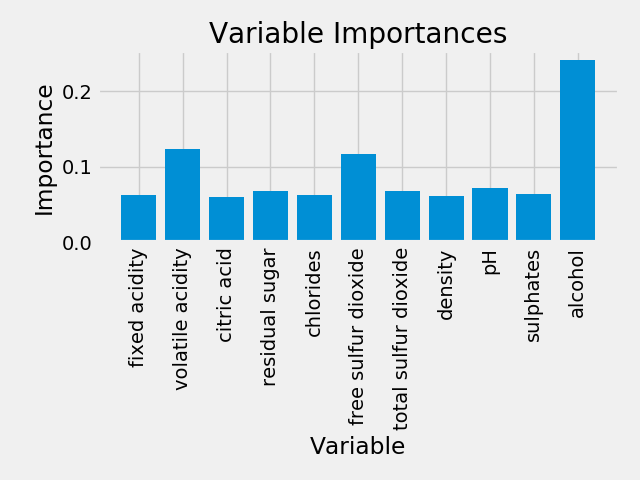 Variable Importances
Importance
0.2
0.1
0.0
fixed acidity
volatile acidity
citric acid
residual sugar
chlorides
free sulfur dioxide
total sulfur dioxide
density
pH
sulphates
alcohol
Variable